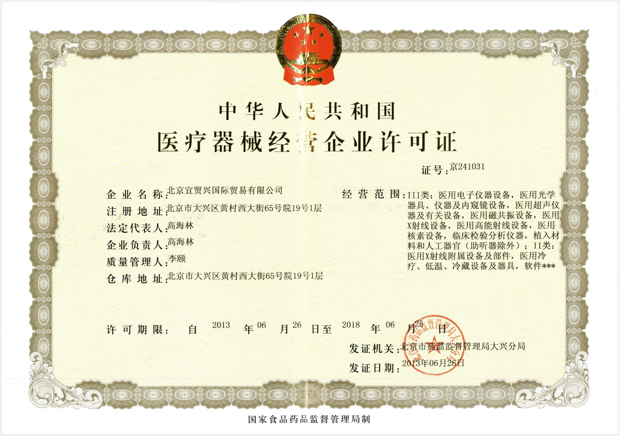 中华人民共和国
医疗器械经营企业许可证
证号:京241031
企业名称:北京宜贸兴国际贸易有限公司
注册地址:北京市大兴区黄村西大街65号院19号1层
法定代表人:高海林
企业负责人:高海林
质量管理人:李颐
仓库地址:北京市大兴区黄村西大街65号院19号1层
经营范围:III类:医用电子仪器设备,医用光学
器具、仪器及内窥镜设备,医用超声仪
器及有关设备,医用磁共振设备,医用
X射线设备,医用高能射线设备,医用
核素设备,临床检验分析仪器,植入材
料和人工器官(助听器除外);II类:
医用X射线附属设备及部件,医用冷
疗、低温、冷藏设备及器具,软件***
许可期限:自 2013 年 06 月 26 日至 2018 年 06 月 25 日
发证机关:北京市药品监督管理局大兴分局
发证日期:2013年06月26日
国家食品药品监督管理局制